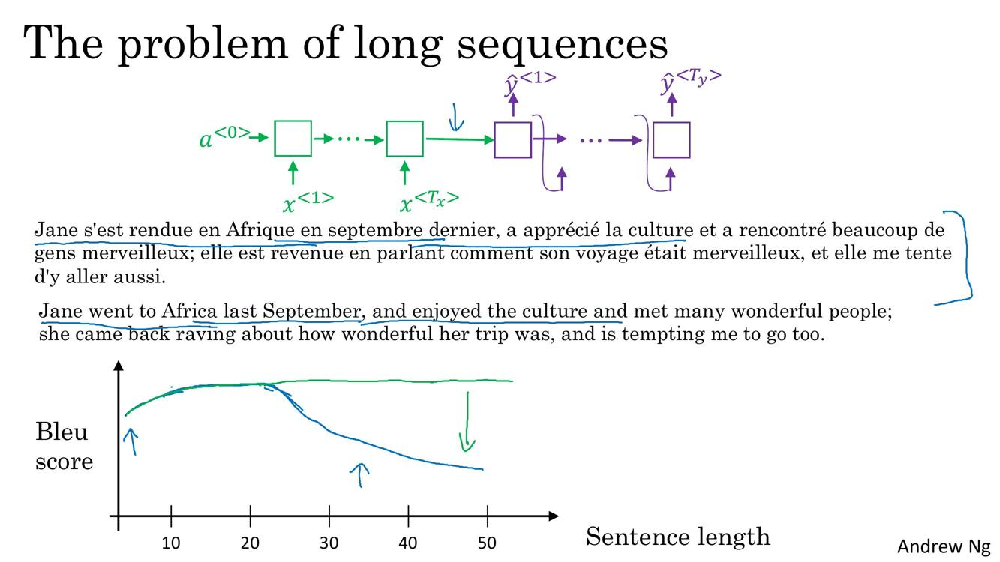 The problem of long sequences
ŷ<1> ŷ<Ty>
a<0>
x<1> x<Tx>
Jane s'est rendue en Afrique en septembre dernier, a apprécié la culture et a rencontré beaucoup de
gens merveilleux; elle est revenue en parlant comment son voyage était merveilleux, et elle me tente
d'y aller aussi.
Jane went to Africa last September, and enjoyed the culture and met many wonderful people;
she came back raving about how wonderful her trip was, and is tempting me to go too.
Bleu
score
10 20 30 40 50
Sentence length
Andrew Ng